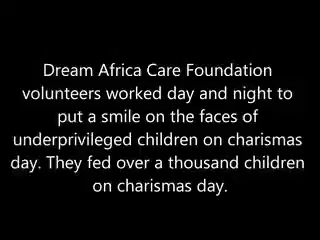 Dream Africa Care Foundation
volunteers worked day and night to
put a smile on the faces of
underprivileged children on charismas
day. They fed over a thousand children
on charismas day.